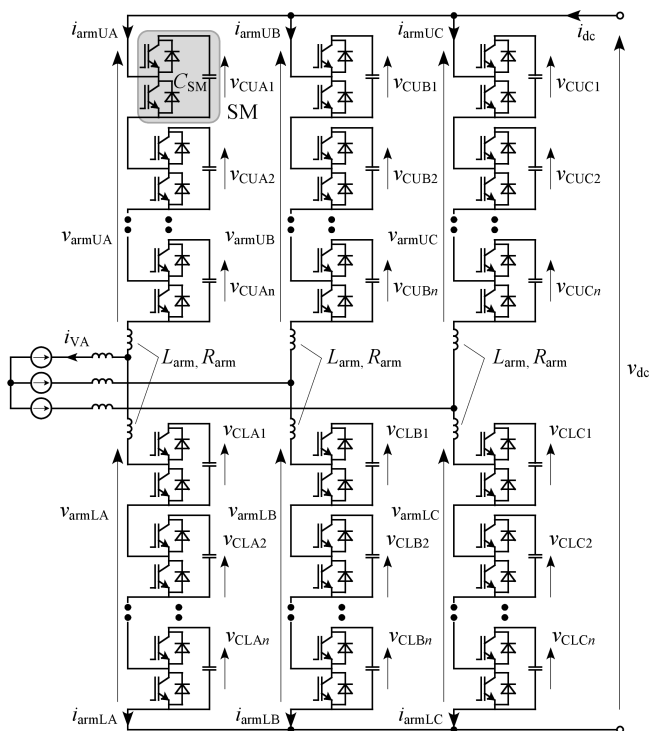 i_armUA i_armUB i_armUC i_dc
C_SM v_CUA1 v_CUB1 v_CUC1
SM
v_CUA2 v_CUB2 v_CUC2
v_armUA v_armUB v_armUC
v_CUAn v_CUBn v_CUCn
i_VA
L_arm, R_arm L_arm, R_arm L_arm, R_arm
v_dc
v_CLA1 v_CLB1 v_CLC1
v_armLA v_armLB v_armLC
v_CLA2 v_CLB2 v_CLC2
v_CLAn v_CLBn v_CLCn
i_armLA i_armLB i_armLC